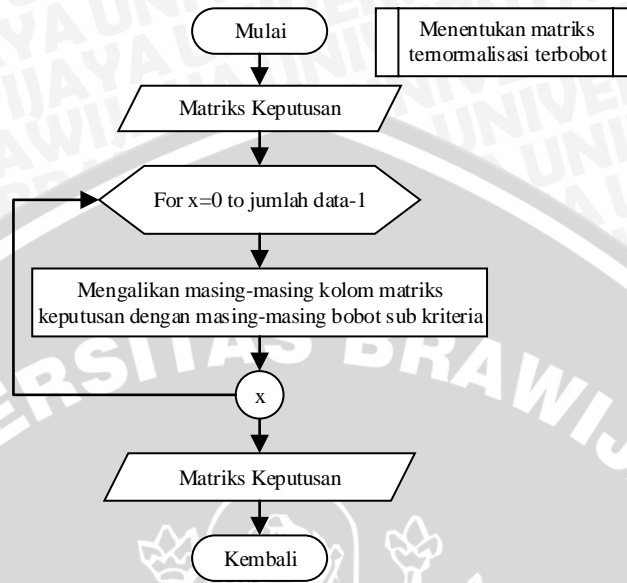 Mulai
Menentukan matriks
ternormalisasi terbobot
Matriks Keputusan
For x=0 to jumlah data-1
Mengalikan masing-masing kolom matriks
keputusan dengan masing-masing bobot sub kriteria
x
Matriks Keputusan
Kembali